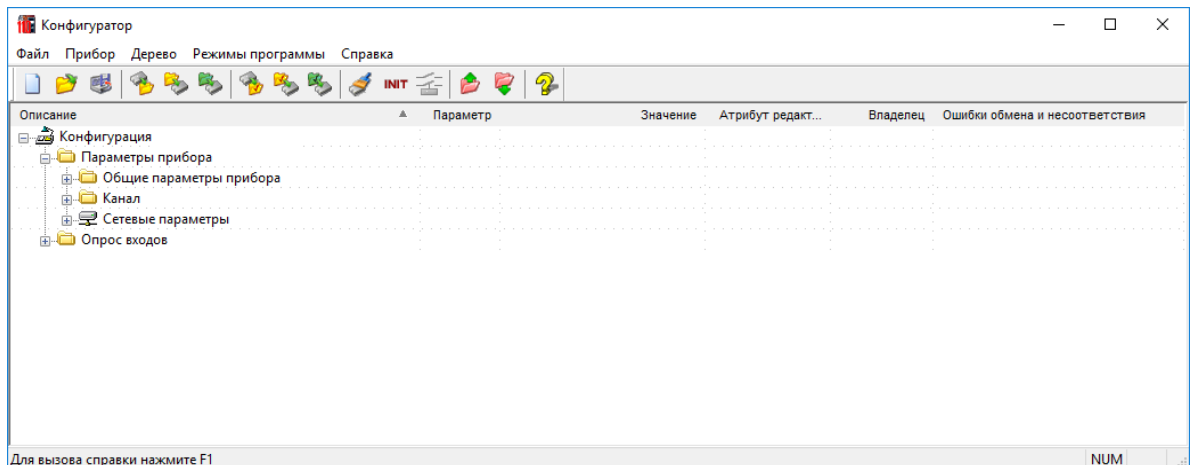 Конфигуратор
Файл Прибор Дерево Режимы программы Справка
INIT
Описание Параметр Значение Атрибут редакт... Владелец Ошибки обмена и несоответствия
Конфигурация
Параметры прибора
Общие параметры прибора
Канал
Сетевые параметры
Опрос входов
Для вызова справки нажмите F1 NUM